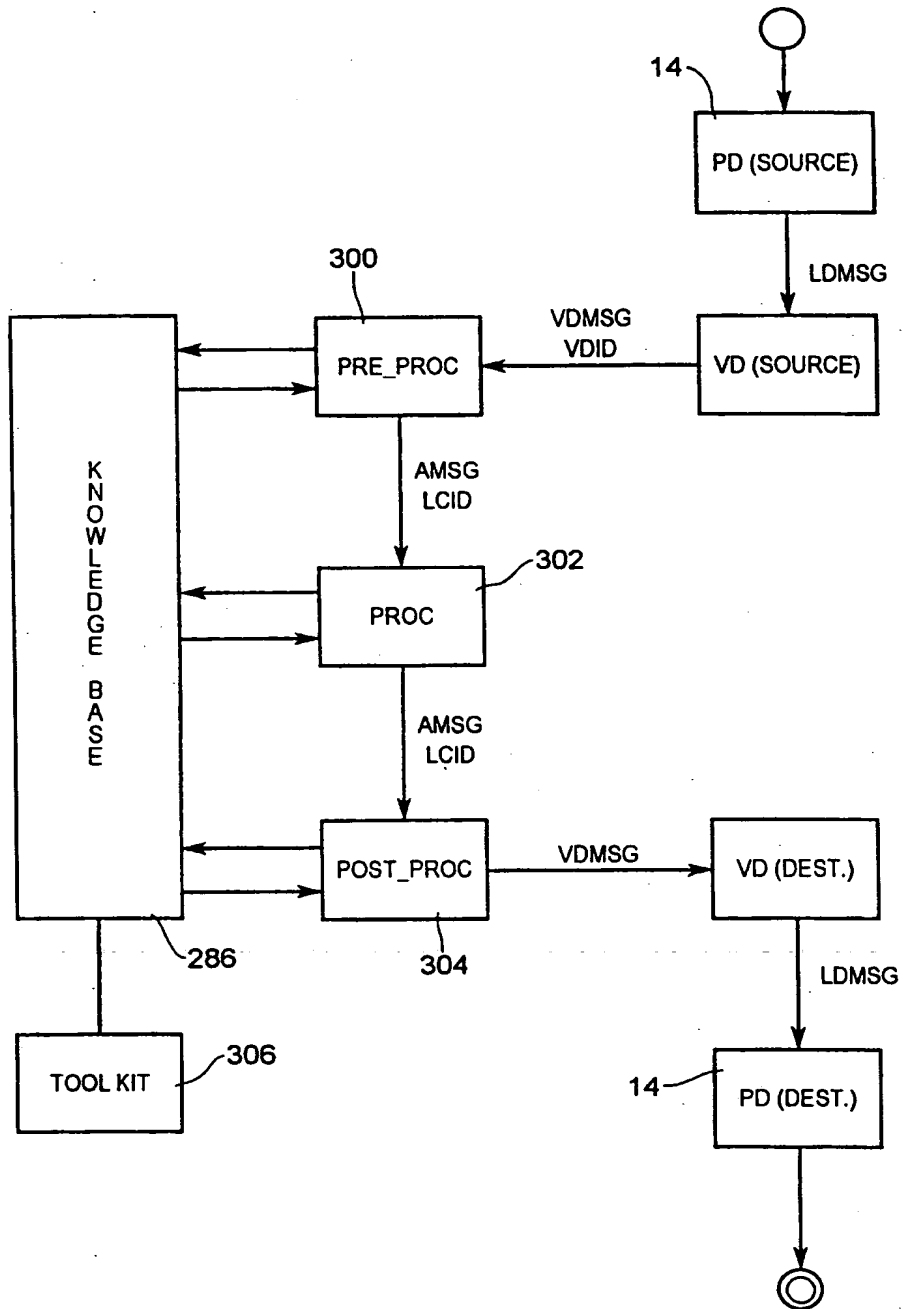 14
PD (SOURCE)
LDMSG
300
VDMSG
VDID
PRE_PROC
VD (SOURCE)
KNOWLEDGE BASE
AMSG
LCID
302
PROC
AMSG
LCID
POST_PROC
VDMSG
VD (DEST.)
286
304
LDMSG
306
TOOL KIT
14
PD (DEST.)